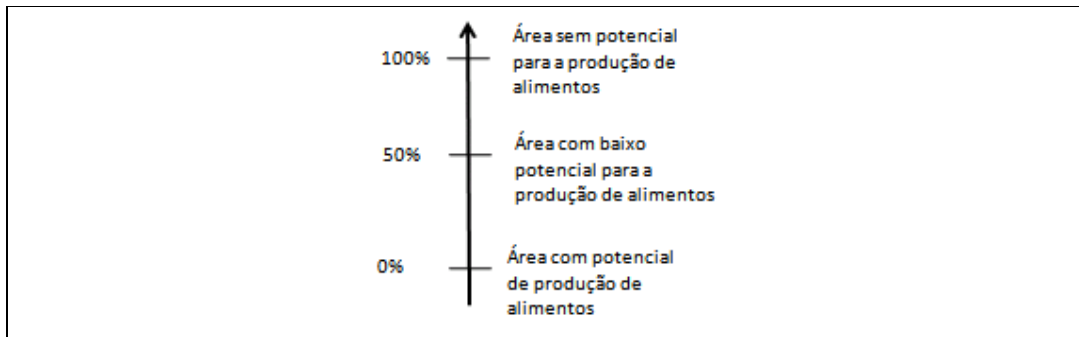 100%
Área sem potencial
para a produção de
alimentos
50%
Área com baixo
potencial para a
produção de alimentos
0%
Área com potencial
de produção de
alimentos